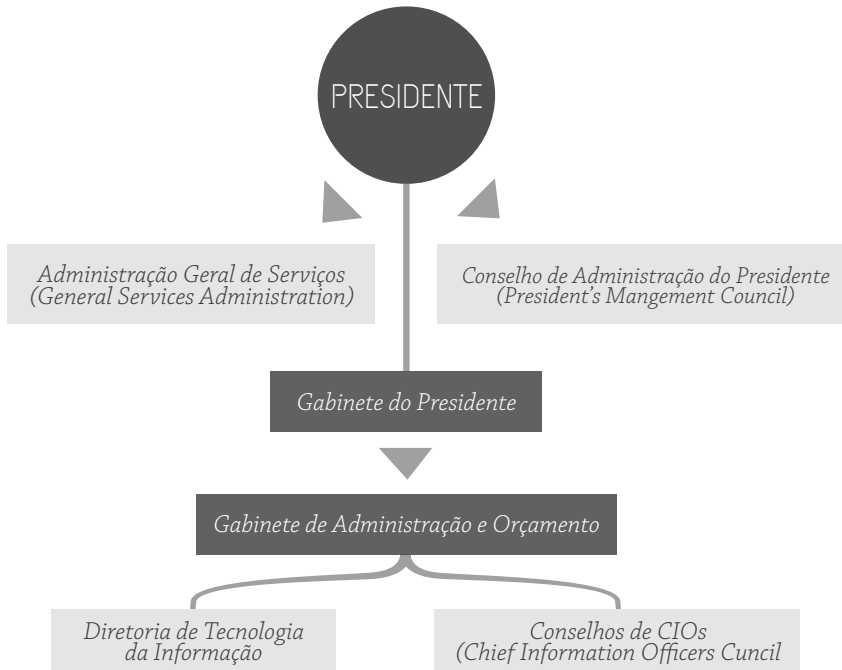 PRESIDENTE
Administração Geral de Serviços
(General Services Administration)
Conselho de Administração do Presidente
(President's Mangement Council)
Gabinete do Presidente
Gabinete de Administração e Orçamento
Diretoria de Tecnologia
da Informação
Conselhos de CIOs
(Chief Information Officers Cuncil